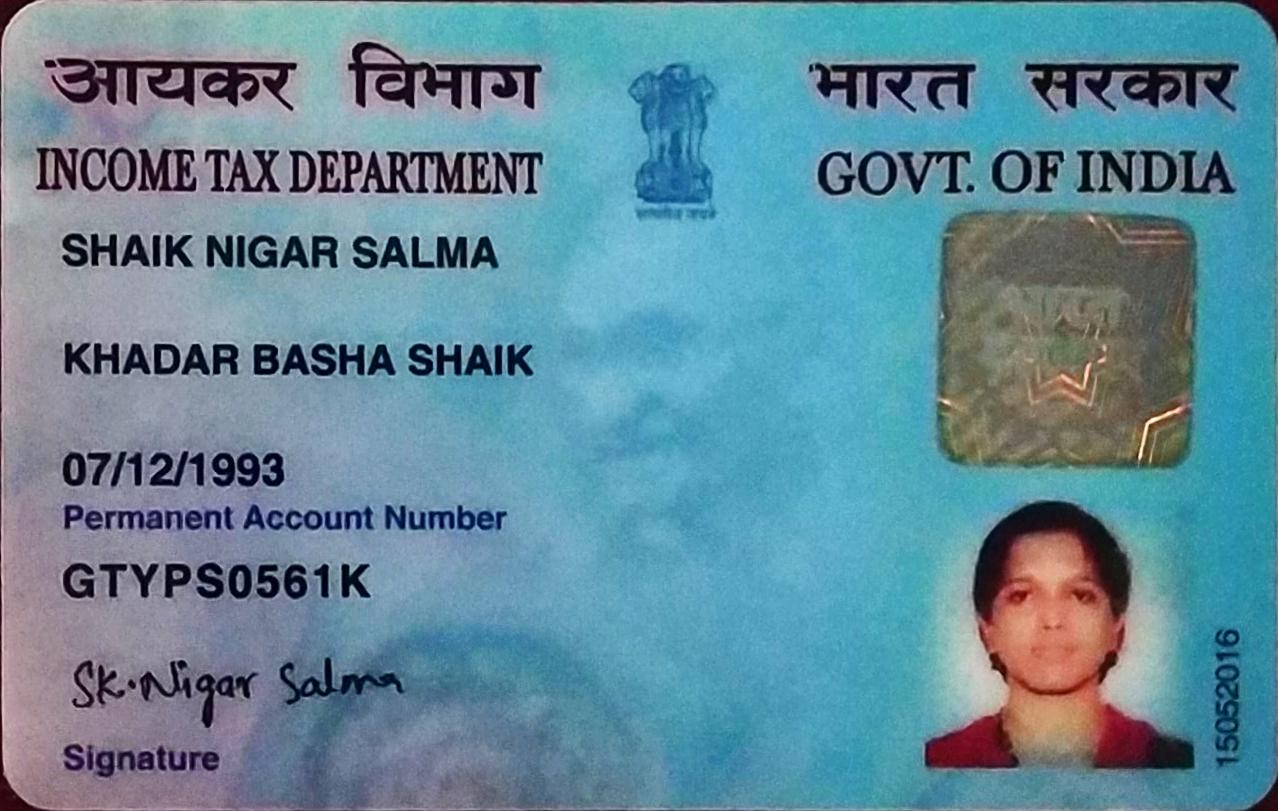 आयकर विभाग
INCOME TAX DEPARTMENT
भारत सरकार
GOVT. OF INDIA
सत्यमेव जयते
SHAIK NIGAR SALMA
KHADAR BASHA SHAIK
07/12/1993
Permanent Account Number
GTYPS0561K
SK. Nigar Salma
Signature
15052016